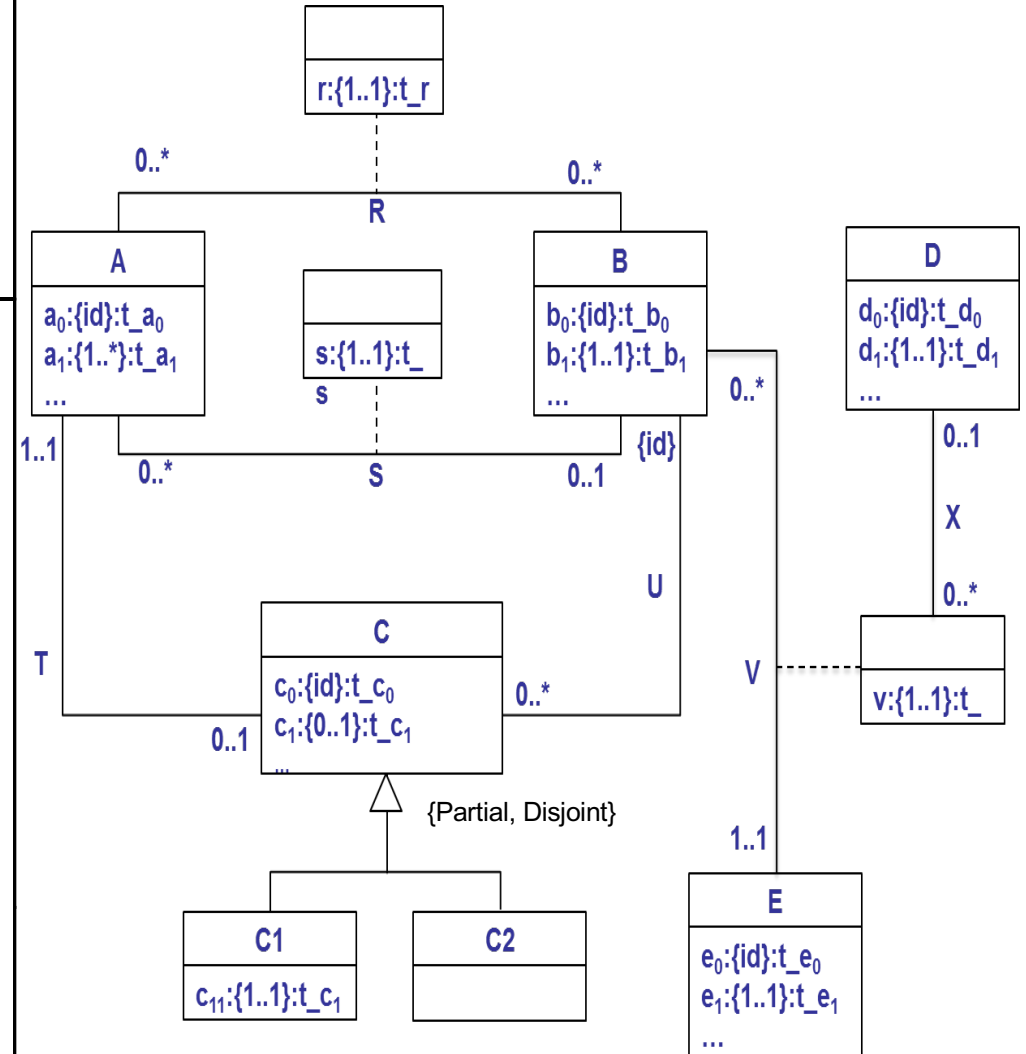 r:{1..1}:t_r
0..*
0..*
R
A
a₀:{id}:t_a₀
a₁:{1..*}:t_a₁
...
s:{1..1}:t_
s
B
b₀:{id}:t_b₀
b₁:{1..1}:t_b₁
...
D
d₀:{id}:t_d₀
d₁:{1..1}:t_d₁
...
1..1
0..*
S
0..1
{id}
0..*
0..1
X
U
0..*
T
C
c₀:{id}:t_c₀
c₁:{0..1}:t_c₁
...
0..1
0..*
V
v:{1..1}:t_
{Partial, Disjoint}
1..1
C1
c₁₁:{1..1}:t_c₁
C2
E
e₀:{id}:t_e₀
e₁:{1..1}:t_e₁
...